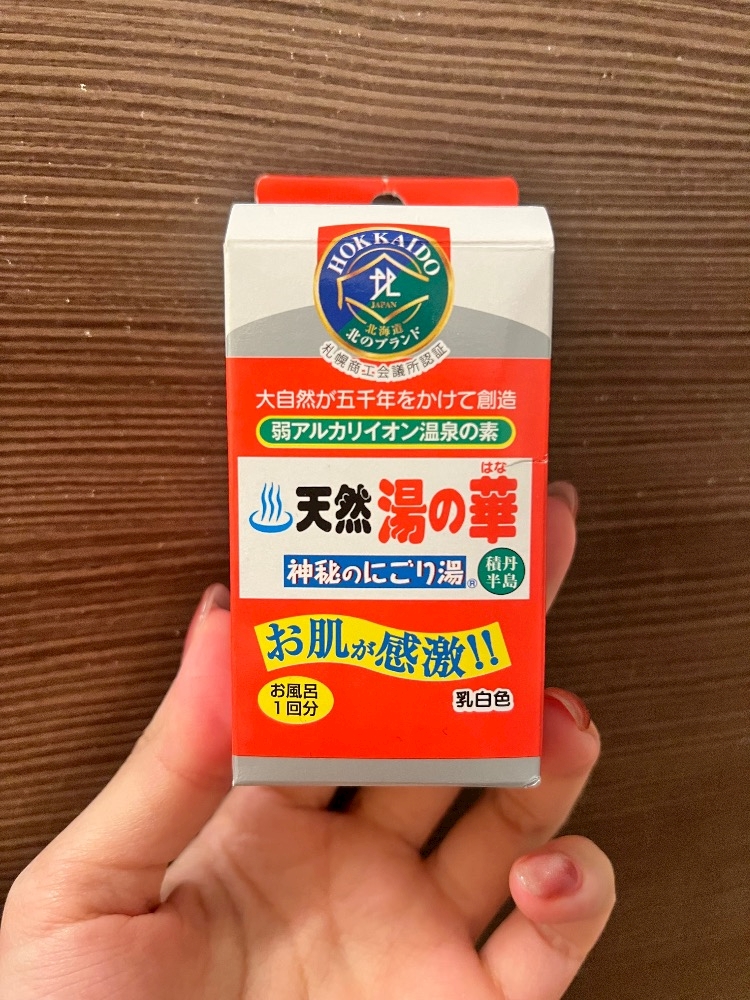 HOKKAIDO
北
JAPAN
北海道
北のブランド
札幌商工会議所認証
大自然が五千年をかけて創造
弱アルカリイオン温泉の素
はな
天然湯の華
神秘のにごり湯®
積丹
半島
お肌が感激!!
お風呂
1回分
乳白色